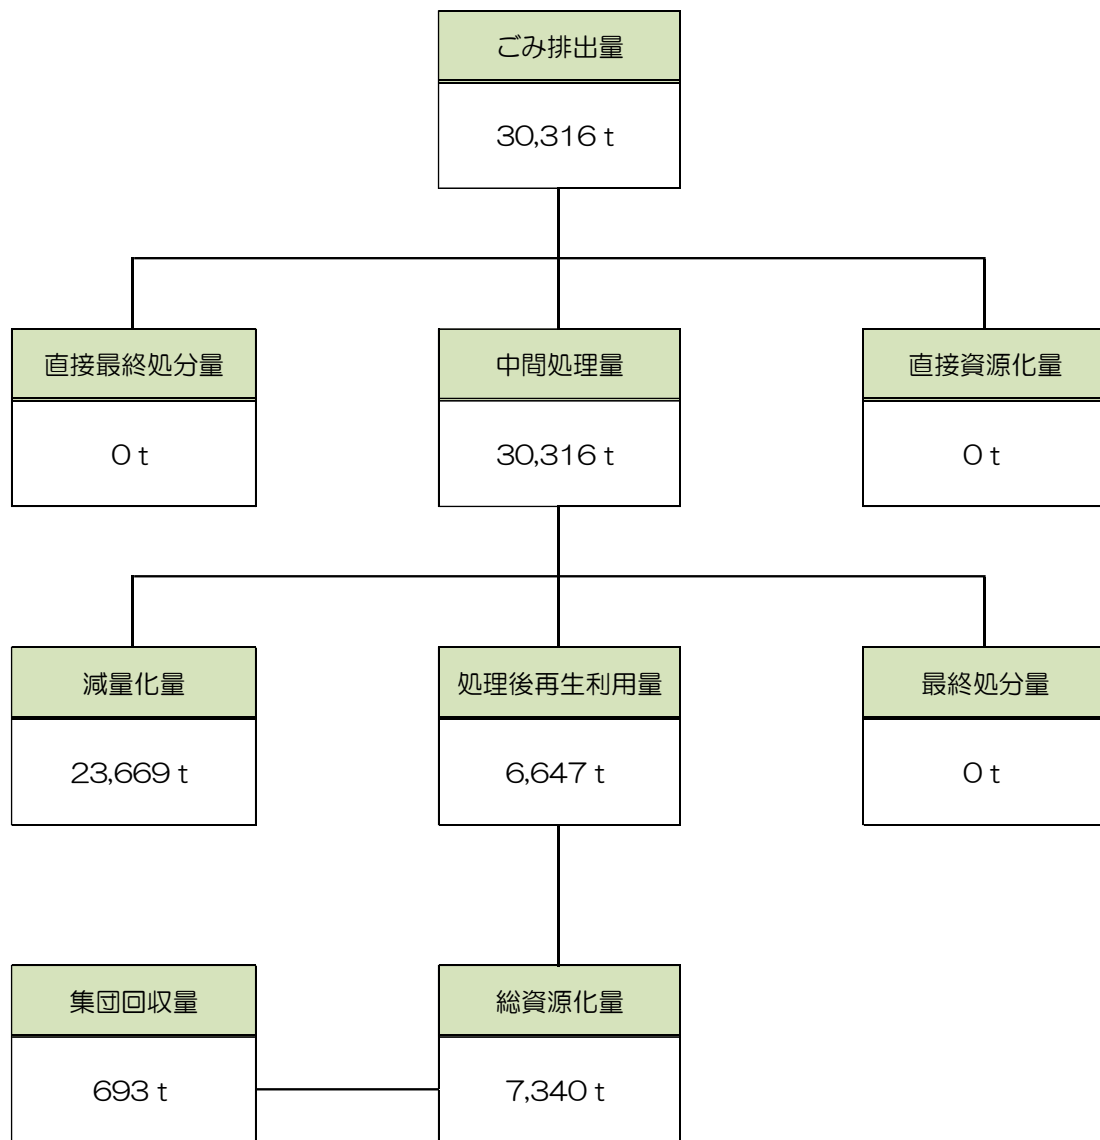 ごみ排出量
30,316 t
直接最終処分量
中間処理量
直接資源化量
0 t
30,316 t
0 t
減量化量
処理後再生利用量
最終処分量
23,669 t
6,647 t
0 t
集団回収量
総資源化量
693 t
7,340 t